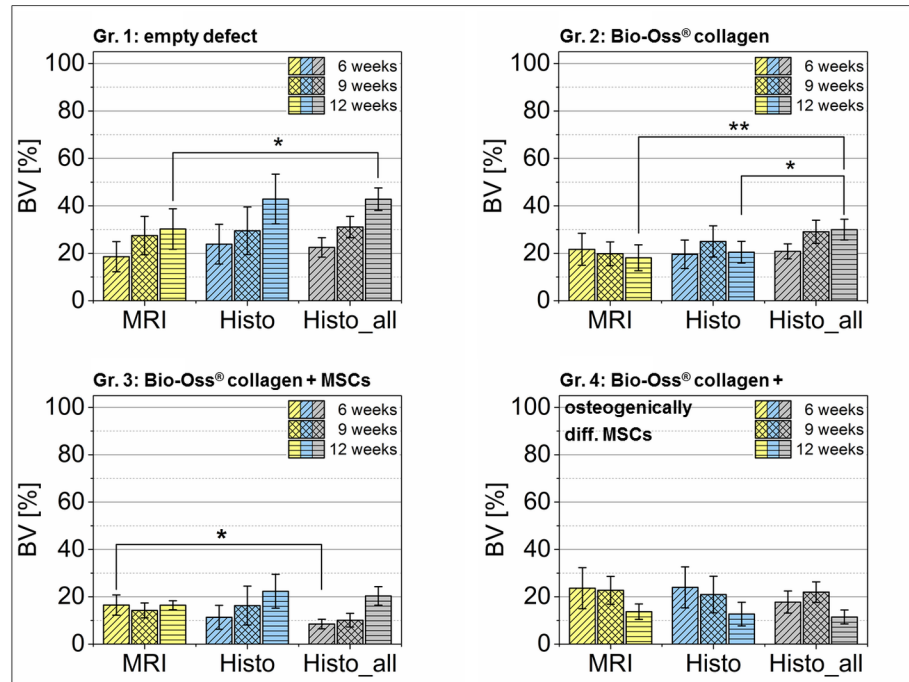 Gr. 1: empty defect
100
80
60
40
20
0
BV [%]
6 weeks
9 weeks
12 weeks
*
MRI Histo Histo_all
Gr. 2: Bio-Oss® collagen
100
80
60
40
20
0
BV [%]
6 weeks
9 weeks
12 weeks
**
*
MRI Histo Histo_all
Gr. 3: Bio-Oss® collagen + MSCs
100
80
60
40
20
0
BV [%]
6 weeks
9 weeks
12 weeks
*
MRI Histo Histo_all
Gr. 4: Bio-Oss® collagen +
osteogenically
diff. MSCs
100
80
60
40
20
0
BV [%]
6 weeks
9 weeks
12 weeks
MRI Histo Histo_all